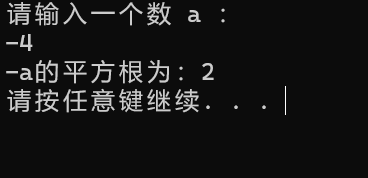 请输入一个数 a :
-4
-a的平方根为: 2
请按任意键继续. . .